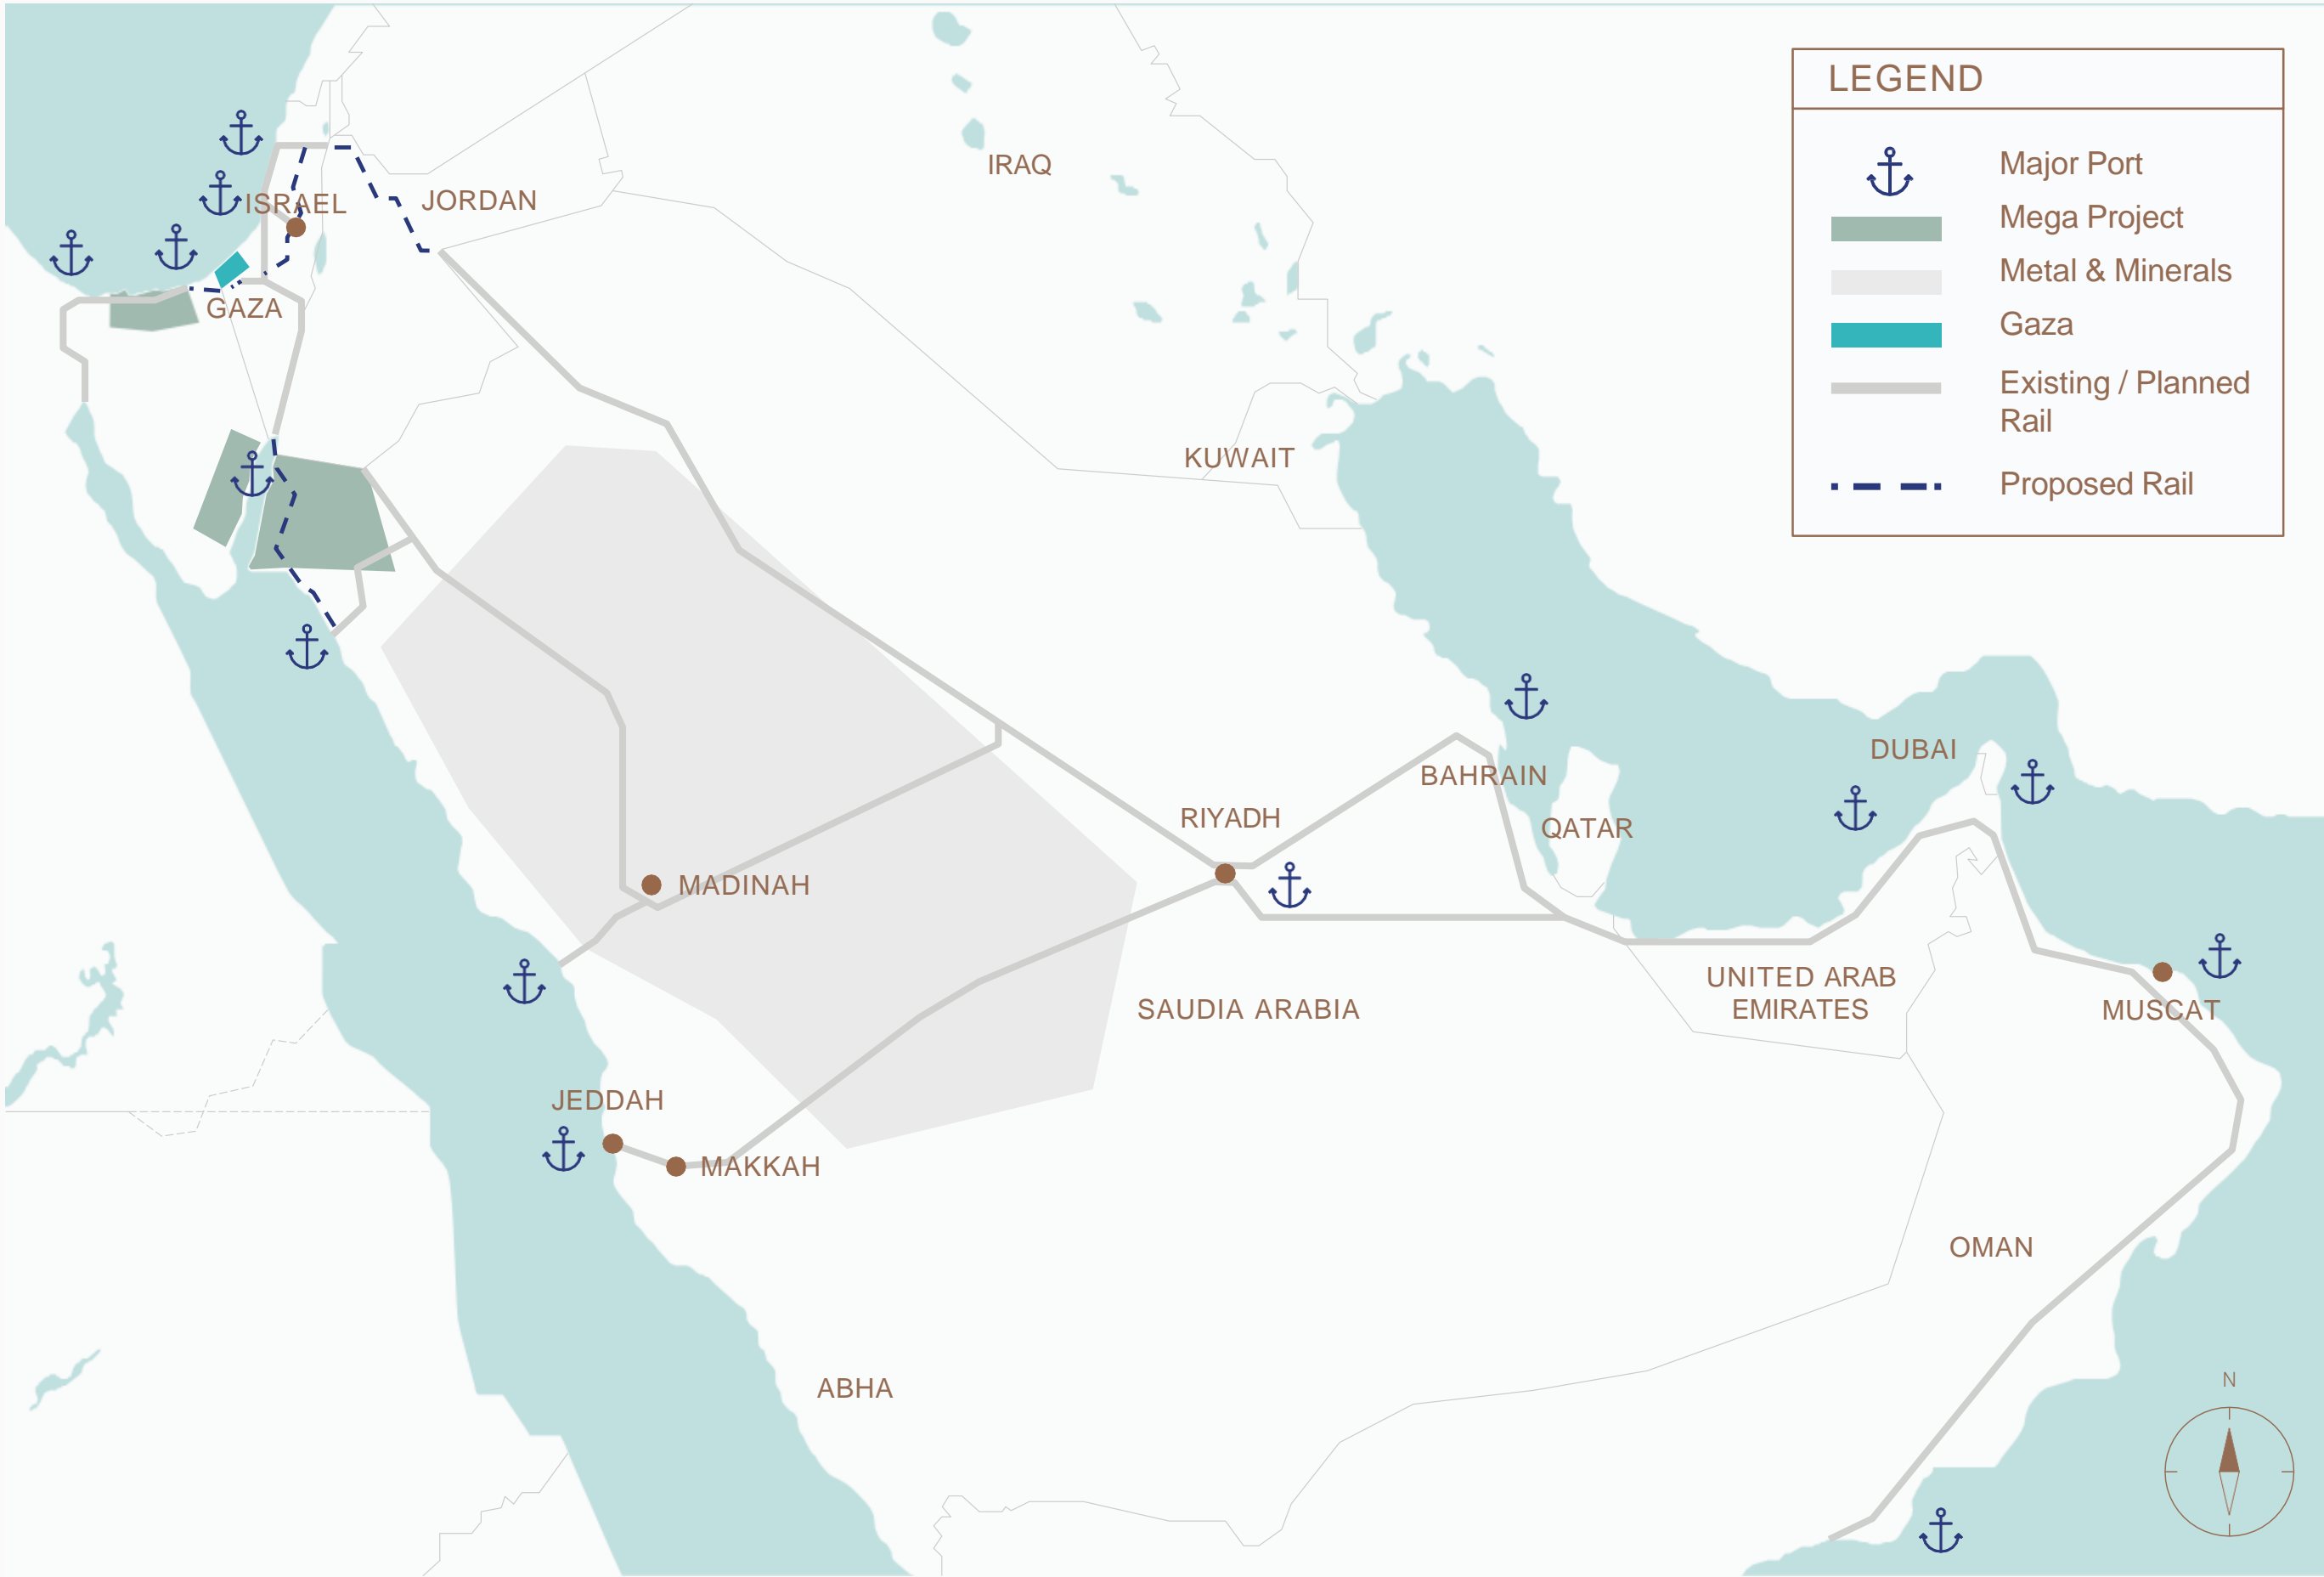 LEGEND
Major Port
Mega Project
Metal & Minerals
Gaza
Existing / Planned
Rail
Proposed Rail
IRAQ
ISRAEL
JORDAN
GAZA
KUWAIT
DUBAI
BAHRAIN
RIYADH
QATAR
MADINAH
UNITED ARAB
EMIRATES
SAUDIA ARABIA
MUSCAT
JEDDAH
MAKKAH
OMAN
ABHA
N